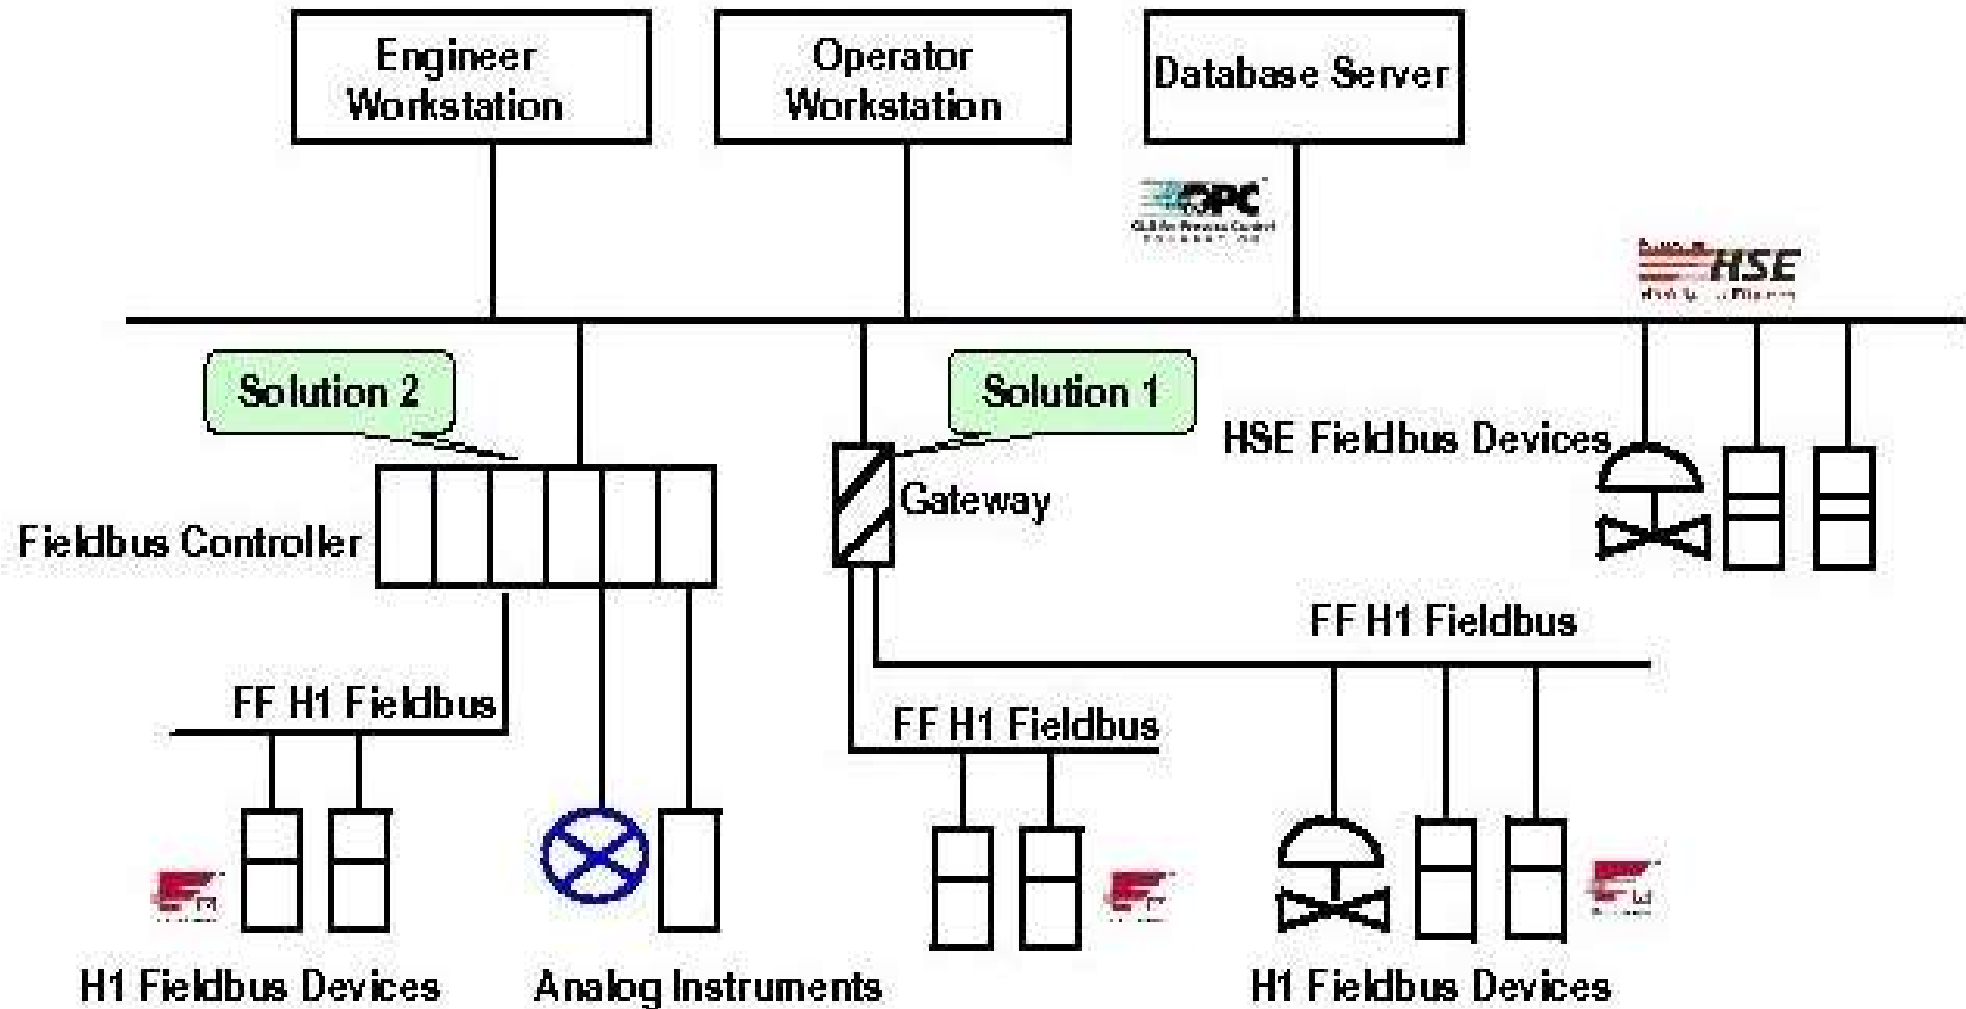 Engineer
Workstation
Operator
Workstation
Database Server
OPC
HSE
Solution 2
Solution 1
HSE Fieldbus Devices
Gateway
Fieldbus Controller
FF H1 Fieldbus
FF H1 Fieldbus
FF H1 Fieldbus
H1 Fieldbus Devices
Analog Instruments
H1 Fieldbus Devices